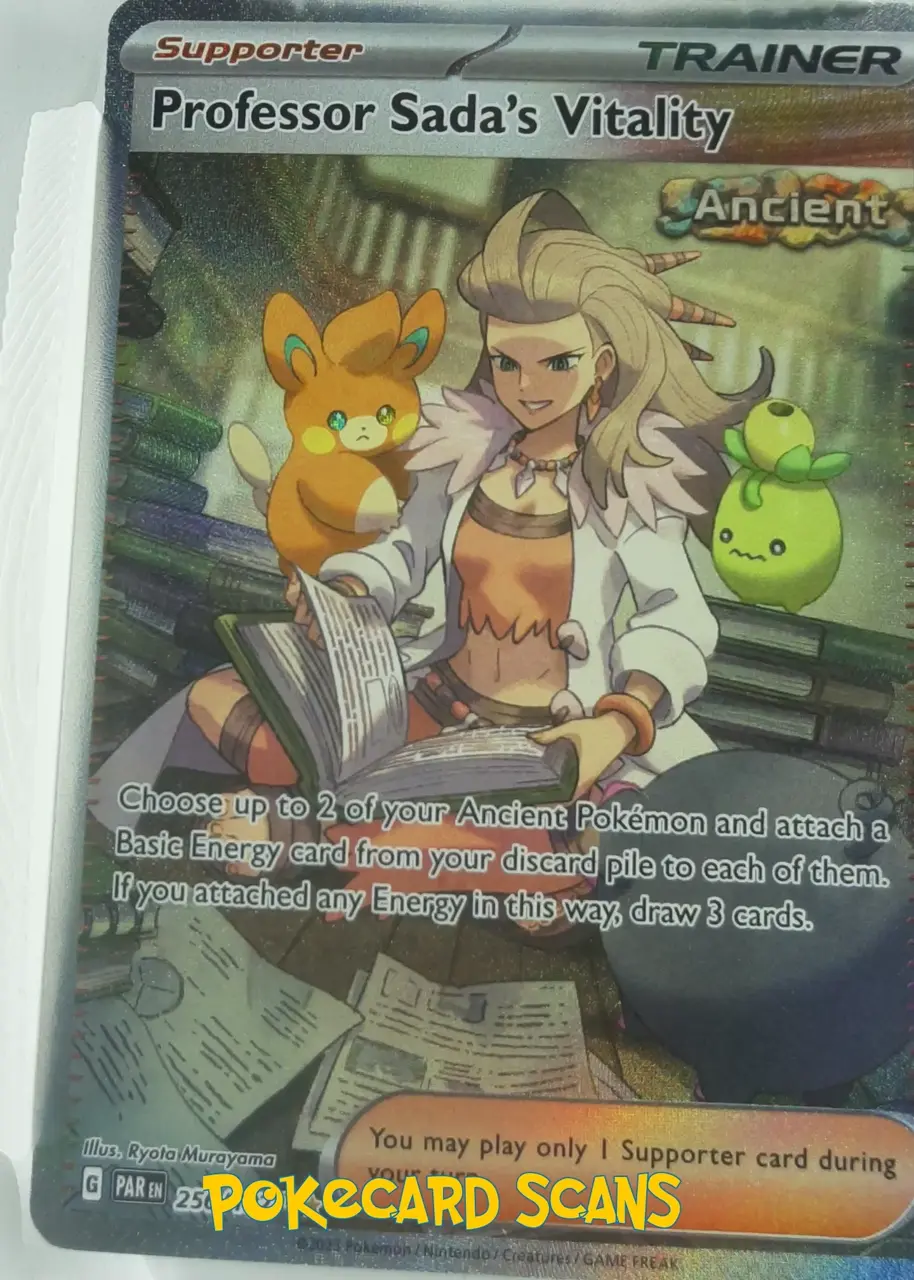 Supporter
TRAINER
Professor Sada's Vitality
Ancient
Choose up to 2 of your Ancient Pokémon and attach a
Basic Energy card from your discard pile to each of them.
If you attached any Energy in this way, draw 3 cards.
You may play only 1 Supporter card during
your turn.
Illus. Ryota Murayama
G PAR EN
POKECARD SCANS
©2023 Pokémon / Nintendo / Creatures / GAME FREAK